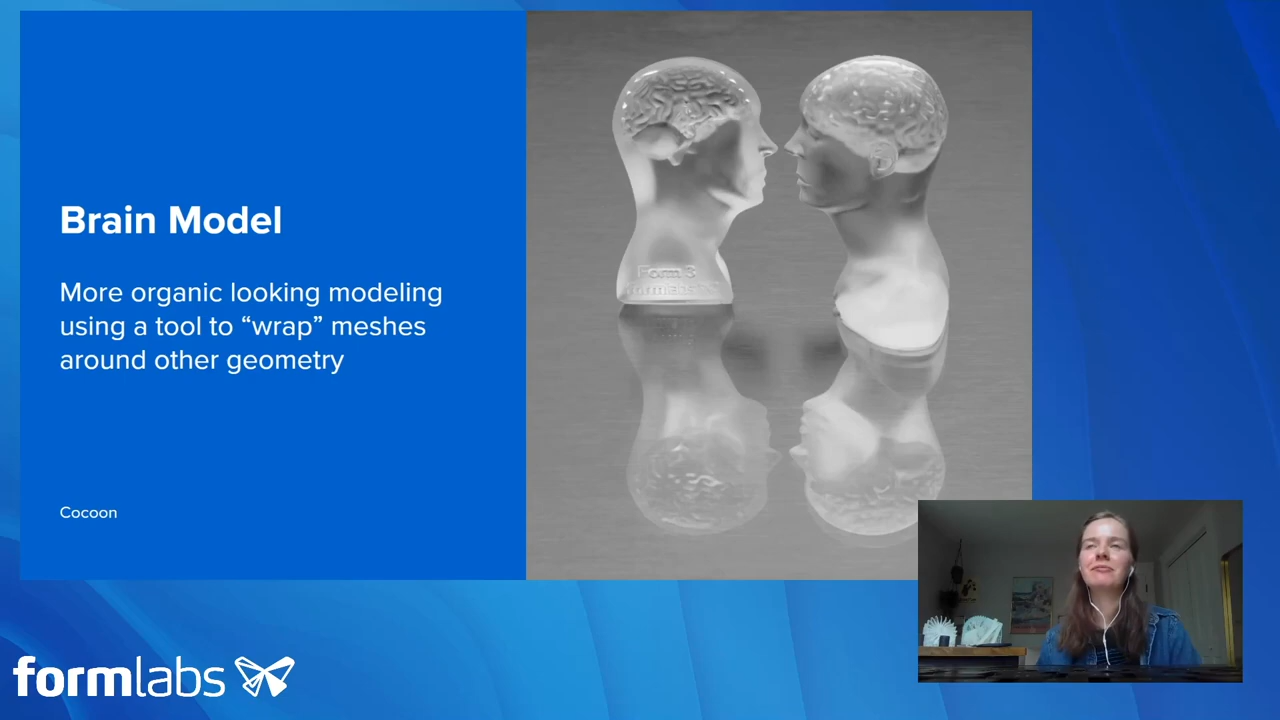 Brain Model
More organic looking modeling
using a tool to “wrap” meshes
around other geometry
Cocoon
Form 3
formlabs